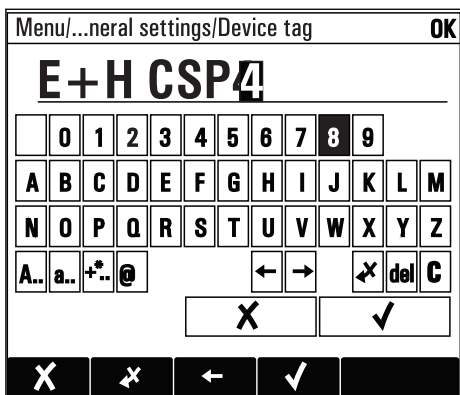 Menu/...neral settings/Device tag OK
E+H CSP4
0 1 2 3 4 5 6 7 8 9
A B C D E F G H I J K L M
N O P Q R S T U V W X Y Z
A.. a.. +*.. @ ← → del C